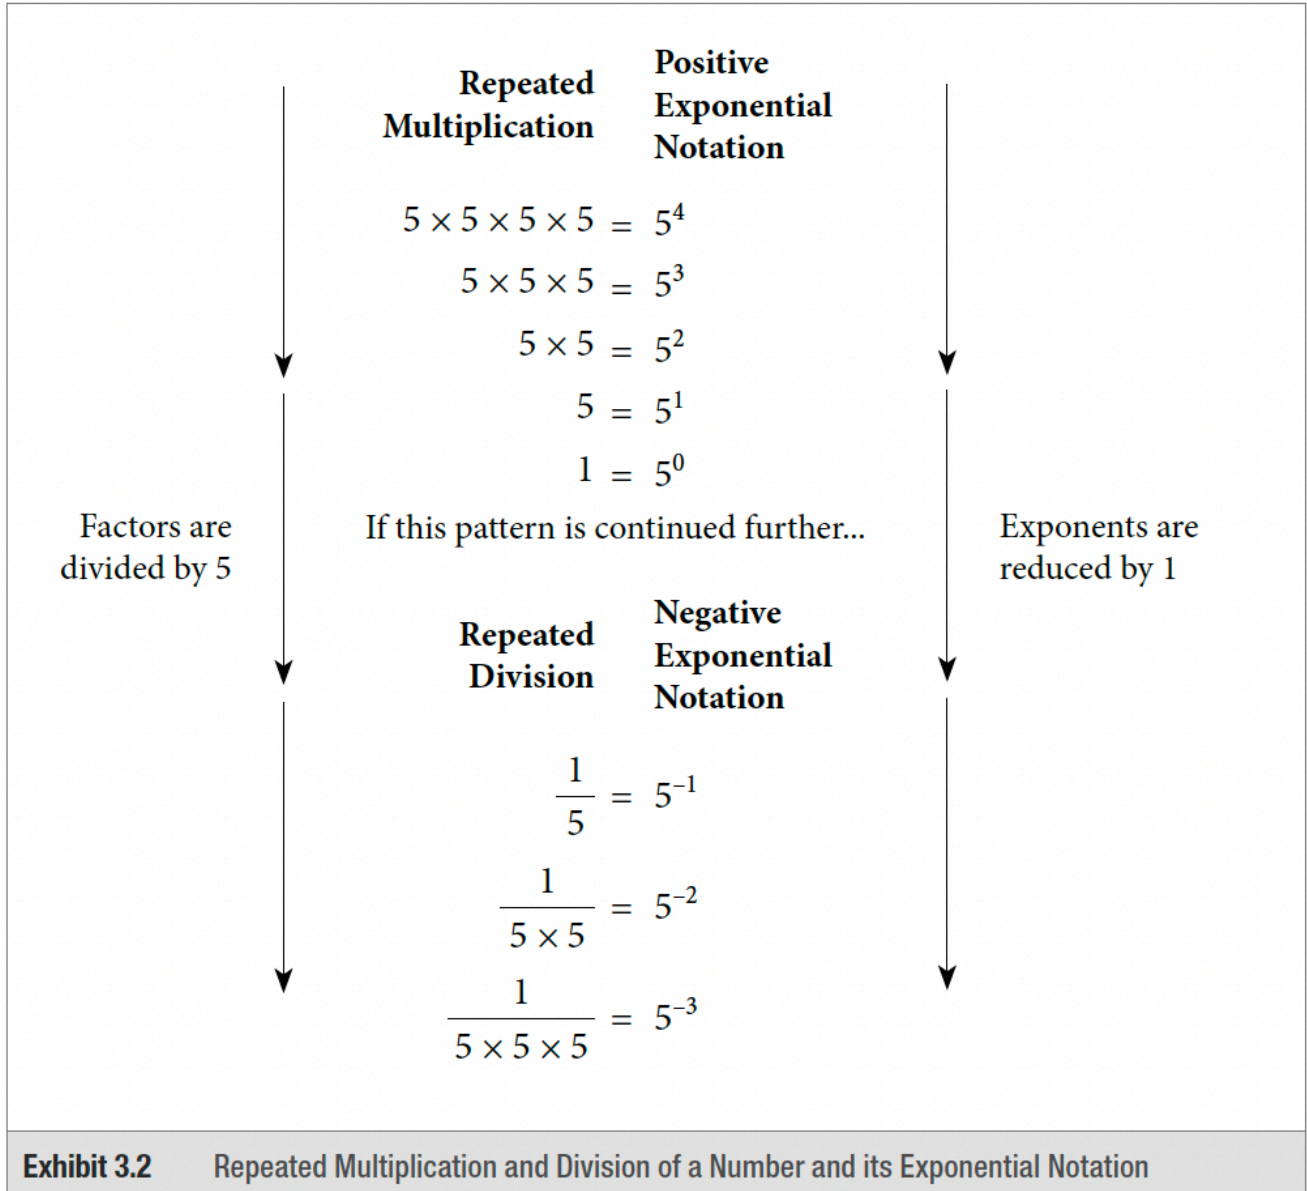 Repeated Multiplication
Positive Exponential Notation
5 × 5 × 5 × 5 = 5⁴
5 × 5 × 5 = 5³
5 × 5 = 5²
5 = 5¹
1 = 5⁰
Factors are divided by 5
If this pattern is continued further...
Exponents are reduced by 1
Repeated Division
Negative Exponential Notation
1/5 = 5⁻¹
1/(5 × 5) = 5⁻²
1/(5 × 5 × 5) = 5⁻³
Exhibit 3.2 Repeated Multiplication and Division of a Number and its Exponential Notation